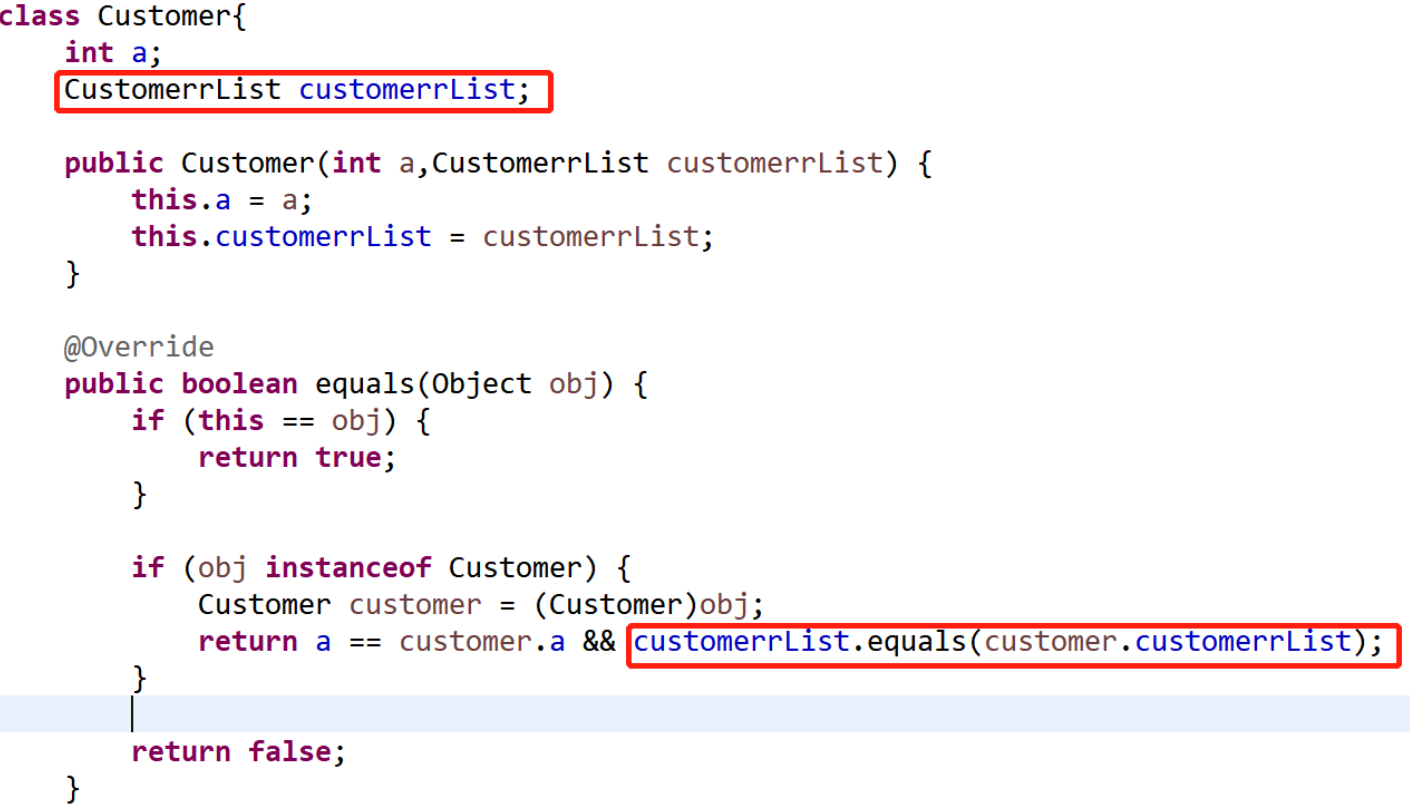 class Customer{
    int a;
    CustomerrList customerrList;

    public Customer(int a,CustomerrList customerrList) {
        this.a = a;
        this.customerrList = customerrList;
    }

    @Override
    public boolean equals(Object obj) {
        if (this == obj) {
            return true;
        }

        if (obj instanceof Customer) {
            Customer customer = (Customer)obj;
            return a == customer.a && customerrList.equals(customer.customerrList);
        }

        return false;
    }